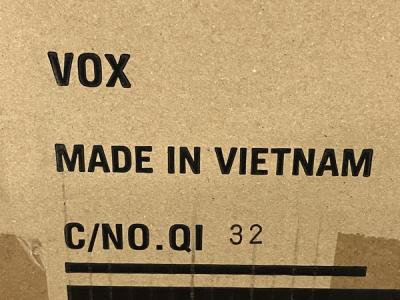 VOX
MADE IN VIETNAM
C/NO.QI 32